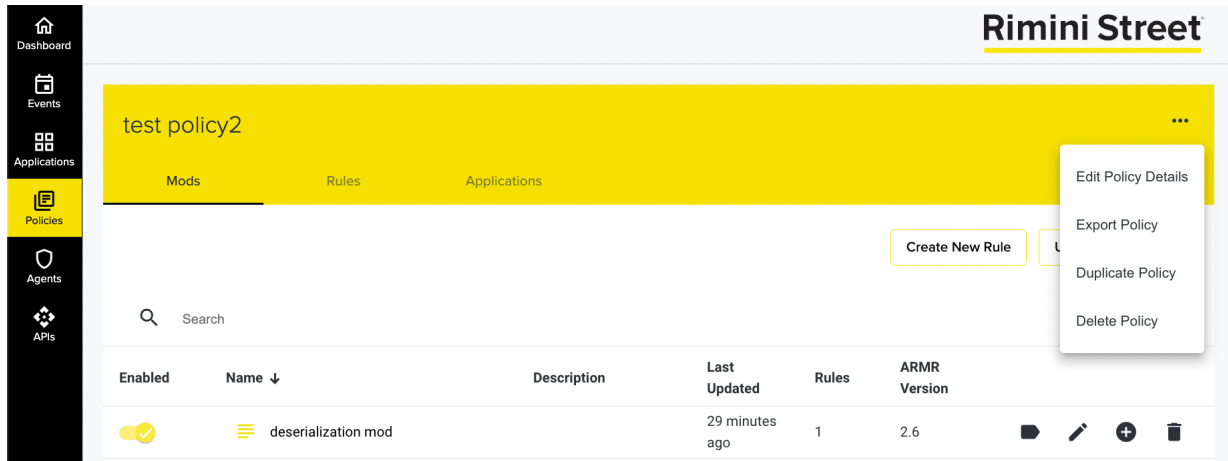 Dashboard
Events
Applications
Policies
Agents
APIs
Rimini Street
test policy2
Mods Rules Applications
Edit Policy Details
Export Policy
Duplicate Policy
Delete Policy
Create New Rule
Search
Enabled Name Description Last Updated Rules ARMR Version
deserialization mod 29 minutes ago 1 2.6